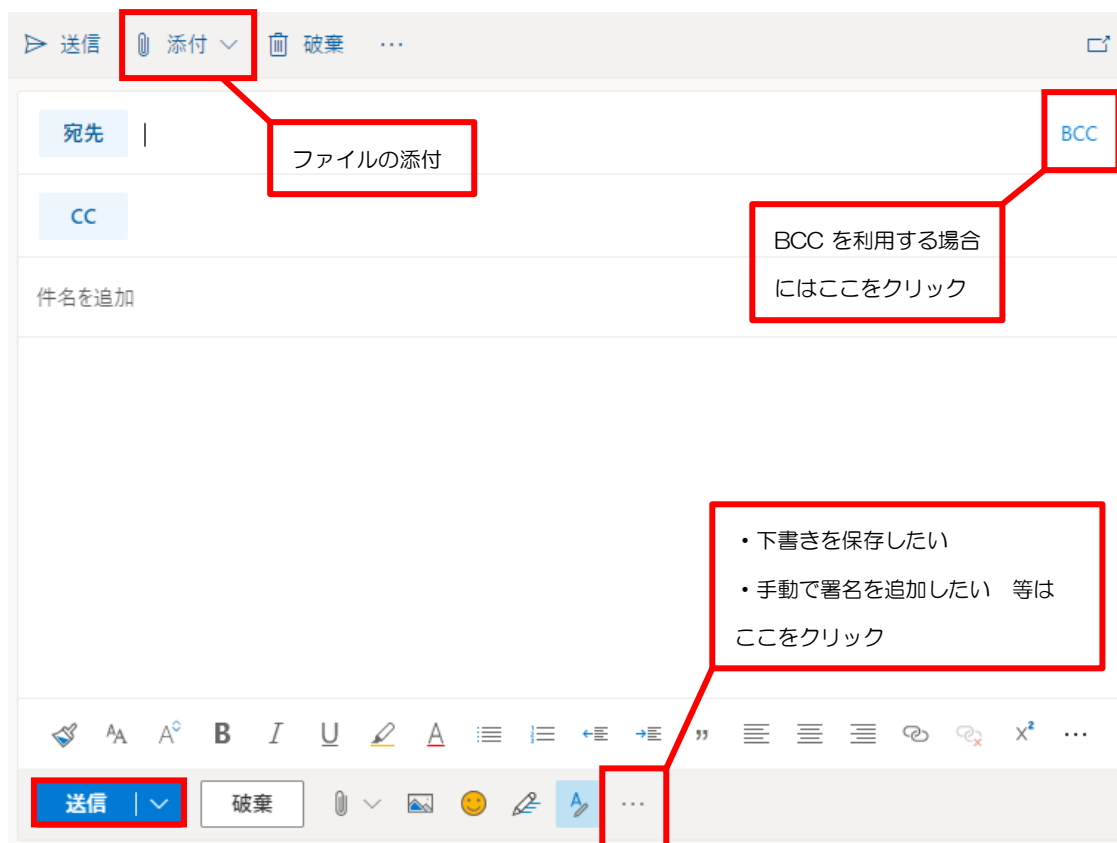 送信 添付 破棄 …
宛先
BCC
ファイルの添付
CC
BCC を利用する場合
にはここをクリック
件名を追加
・下書きを保存したい
・手動で署名を追加したい　等は
ここをクリック
送信 破棄 …